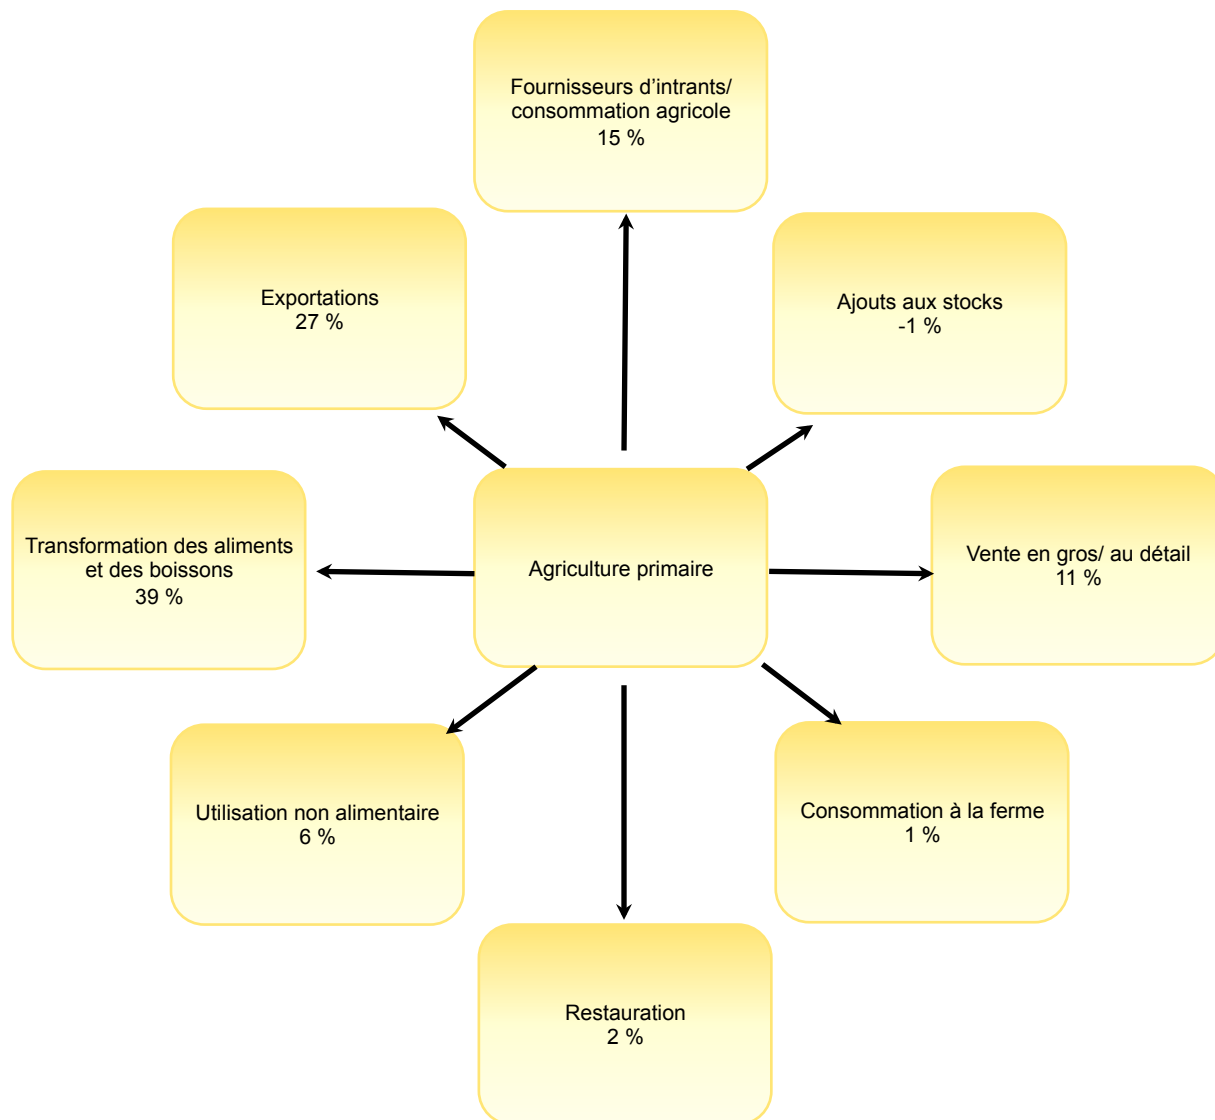 Fournisseurs d’intrants/
consommation agricole
15 %
Exportations
27 %
Ajouts aux stocks
-1 %
Transformation des aliments
et des boissons
39 %
Agriculture primaire
Vente en gros/ au détail
11 %
Utilisation non alimentaire
6 %
Consommation à la ferme
1 %
Restauration
2 %